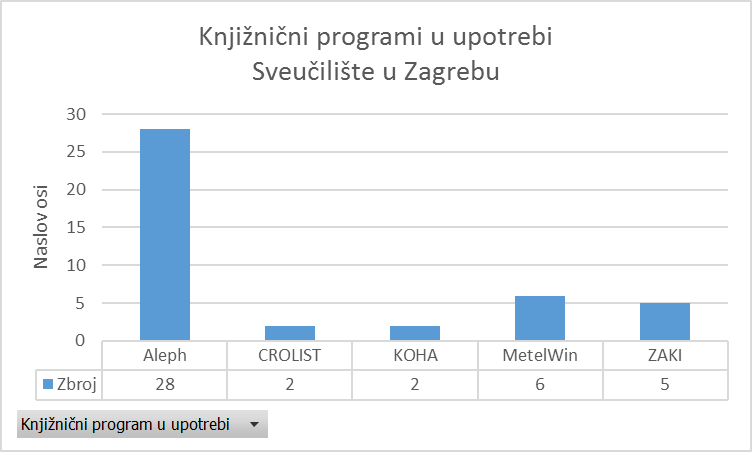 Knjižnični programi u upotrebi
Sveučilište u Zagrebu
30
25
20
15
10
5
0
Naslov osi
Aleph CROLIST KOHA MetelWin ZAKI
Zbroj 28 2 2 6 5
Knjižnični program u upotrebi